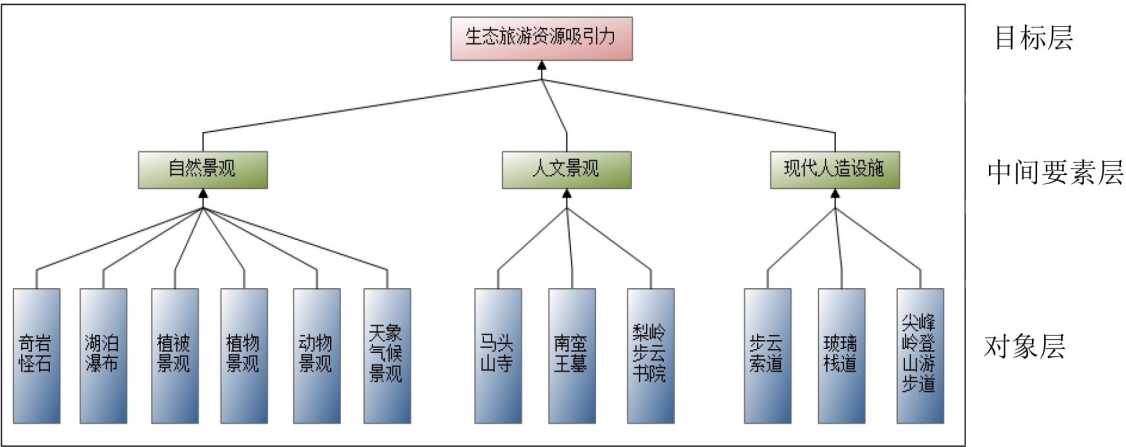 生态旅游资源吸引力
目标层
自然景观
人文景观
现代人造设施
中间要素层
奇岩
怪石
湖泊
瀑布
植被
景观
植物
景观
动物
景观
天象
气候
景观
马头
山寺
南蛮
王墓
梨岭
步云
书院
步云
索道
玻璃
栈道
尖峰
岭登
山游
步道
对象层